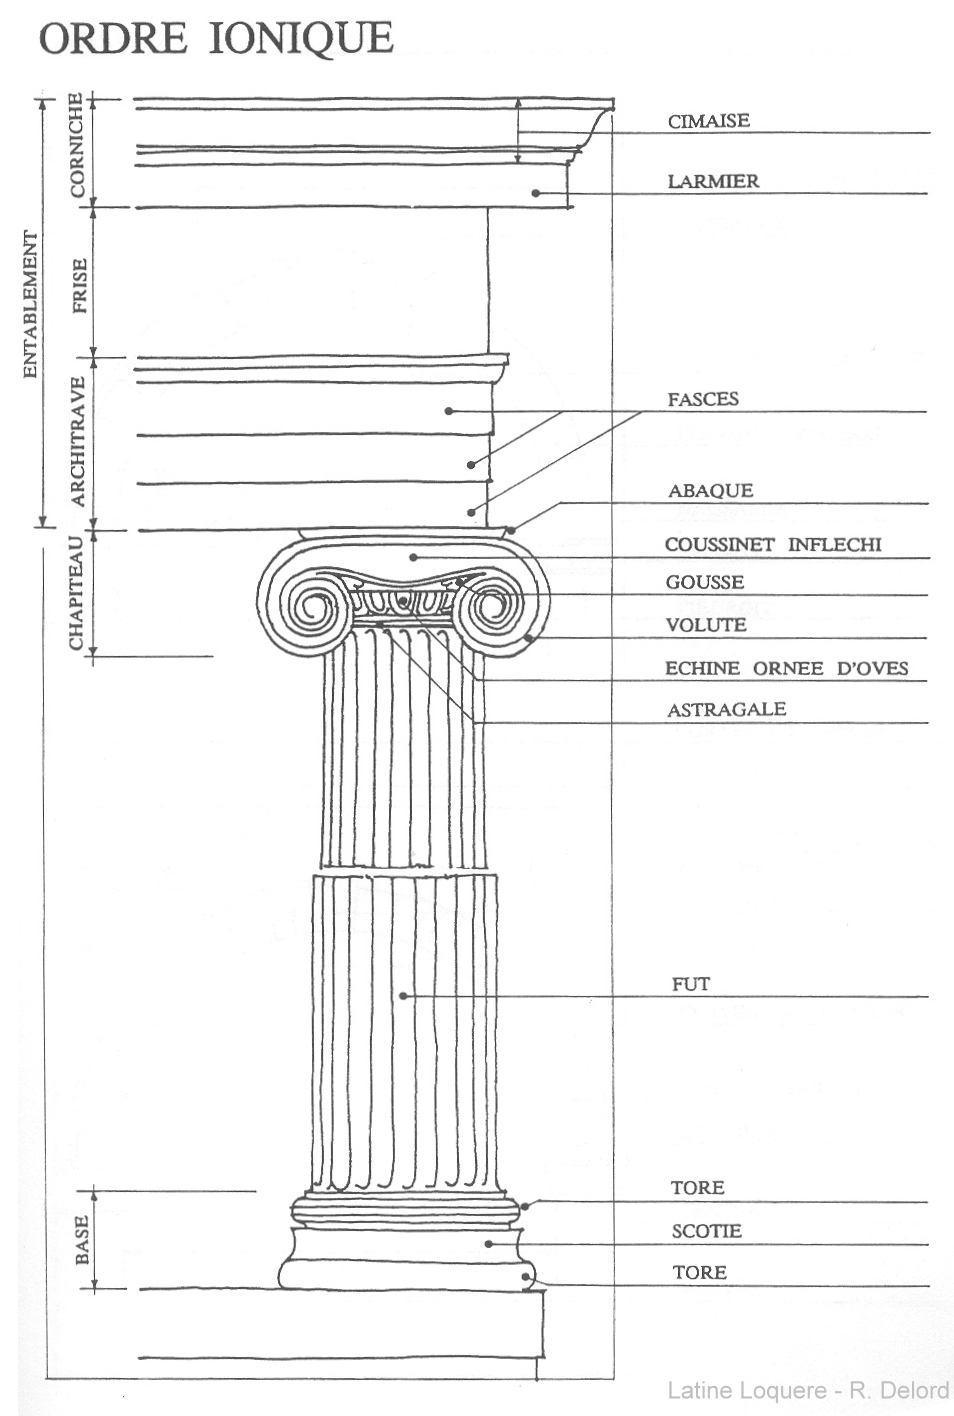 ORDRE IONIQUE
CORNICHE
ENTABLEMENT
FRISE
ARCHITRAVE
CHAPITEAU
BASE
CIMAISE
LARMIER
FASCES
ABAQUE
COUSSINET INFLECHI
GOUSSE
VOLUTE
ECHINE ORNEE D'OVES
ASTRAGALE
FUT
TORE
SCOTIE
TORE
Latine Loquere - R. Delord